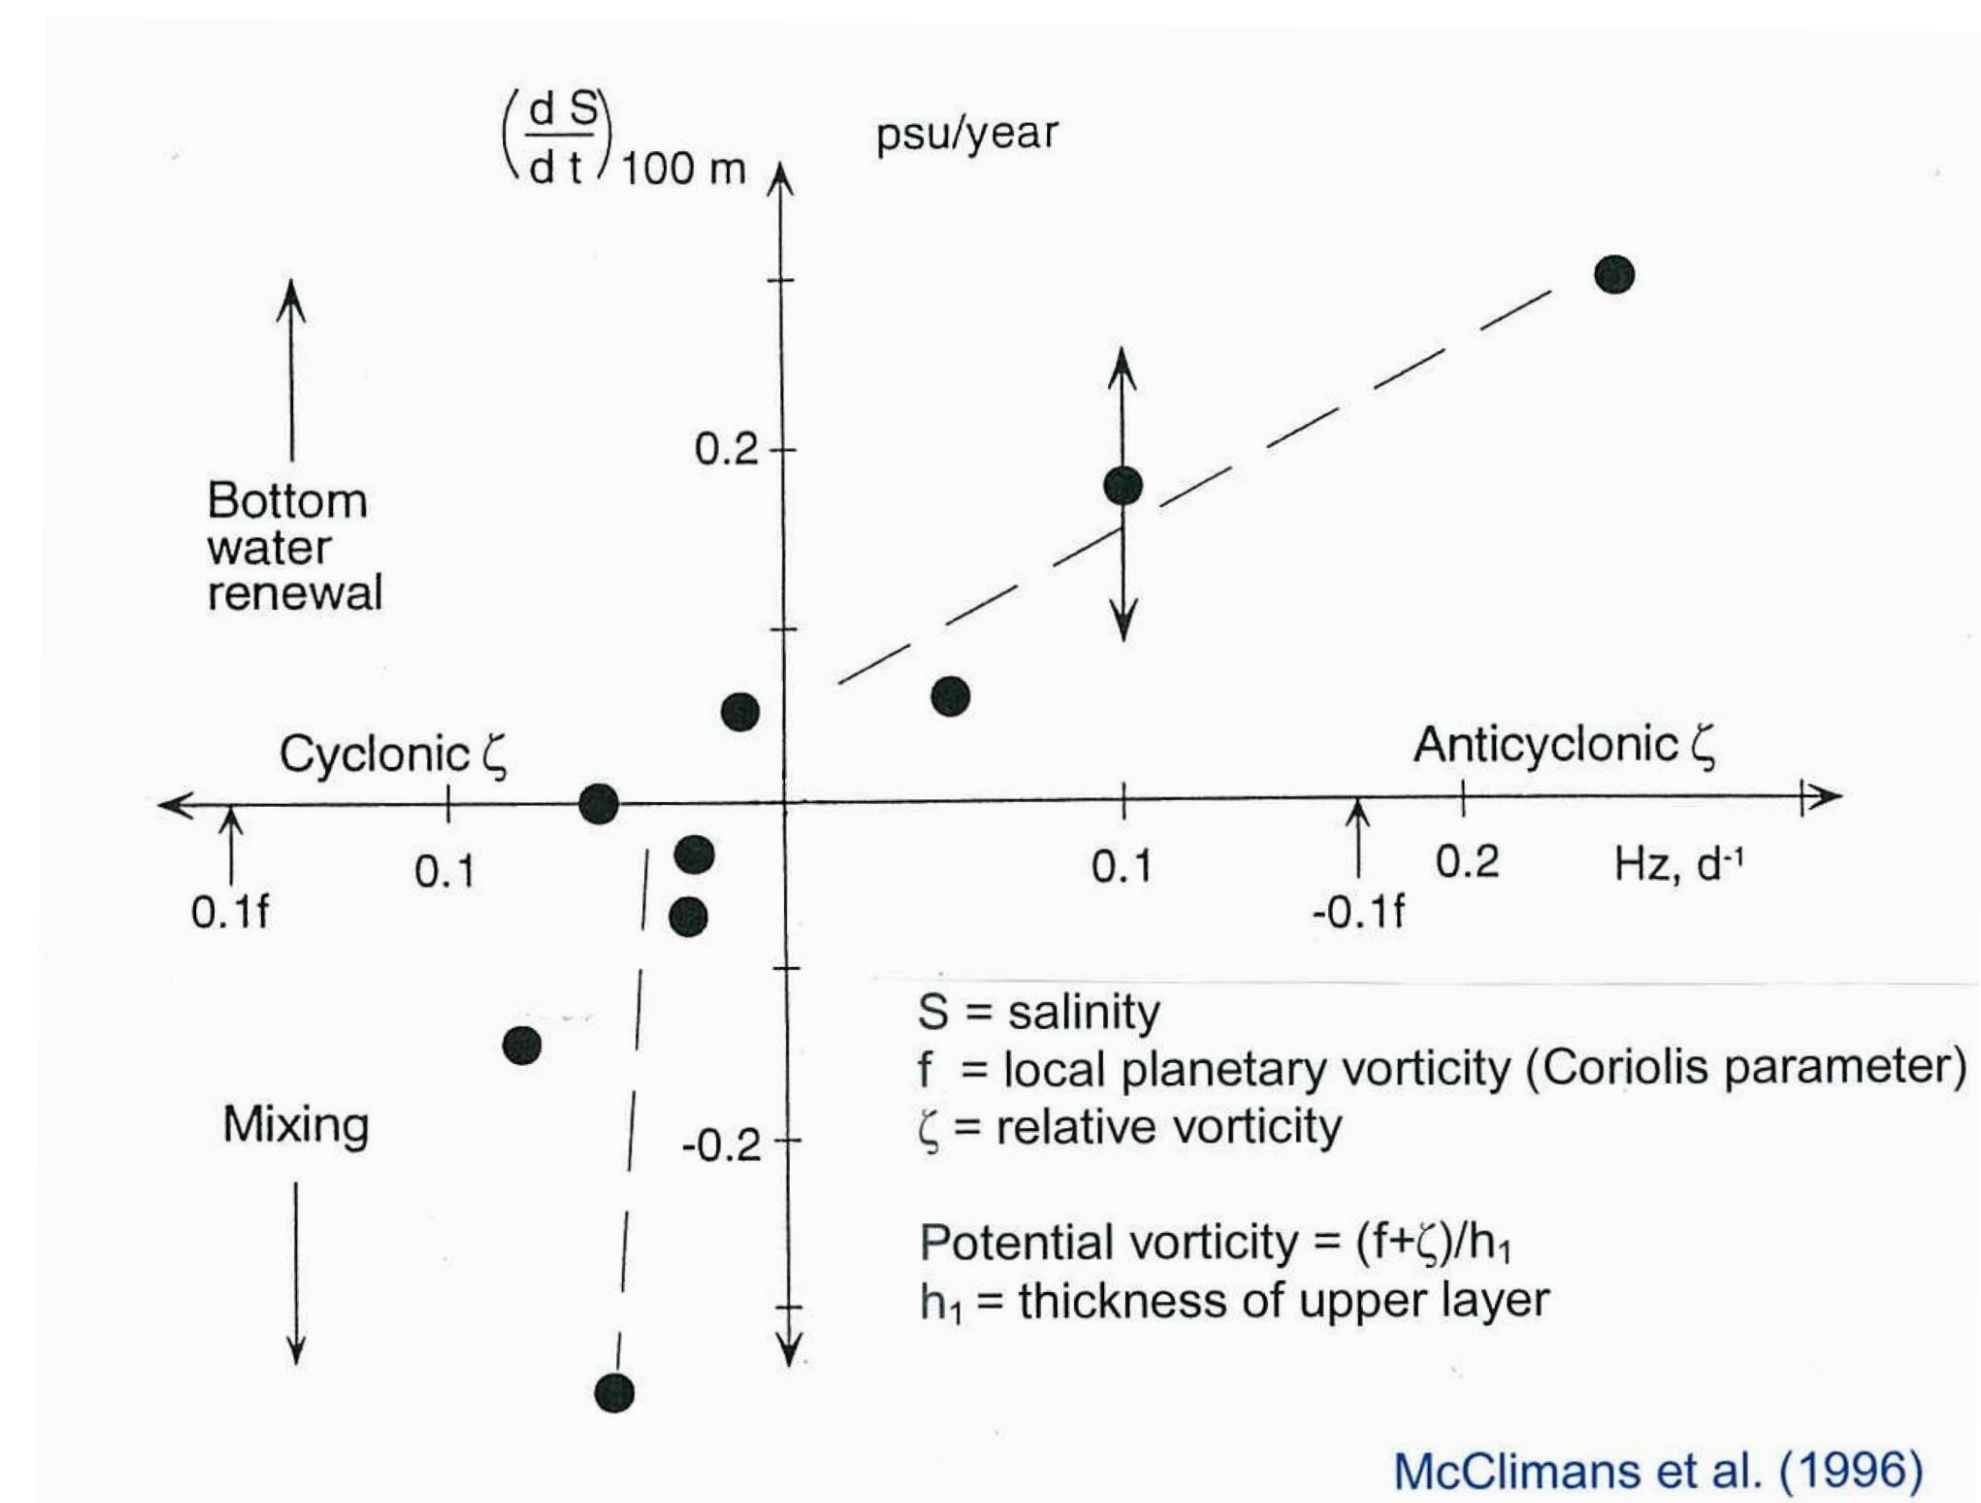 (d S / d t) 100 m
psu/year
0.2
Bottom
water
renewal
Cyclonic ζ
Anticyclonic ζ
0.1f
0.1
0.1
-0.1f
0.2
Hz, d-1
Mixing
-0.2
S = salinity
f = local planetary vorticity (Coriolis parameter)
ζ = relative vorticity
Potential vorticity = (f+ζ)/h1
h1 = thickness of upper layer
McClimans et al. (1996)